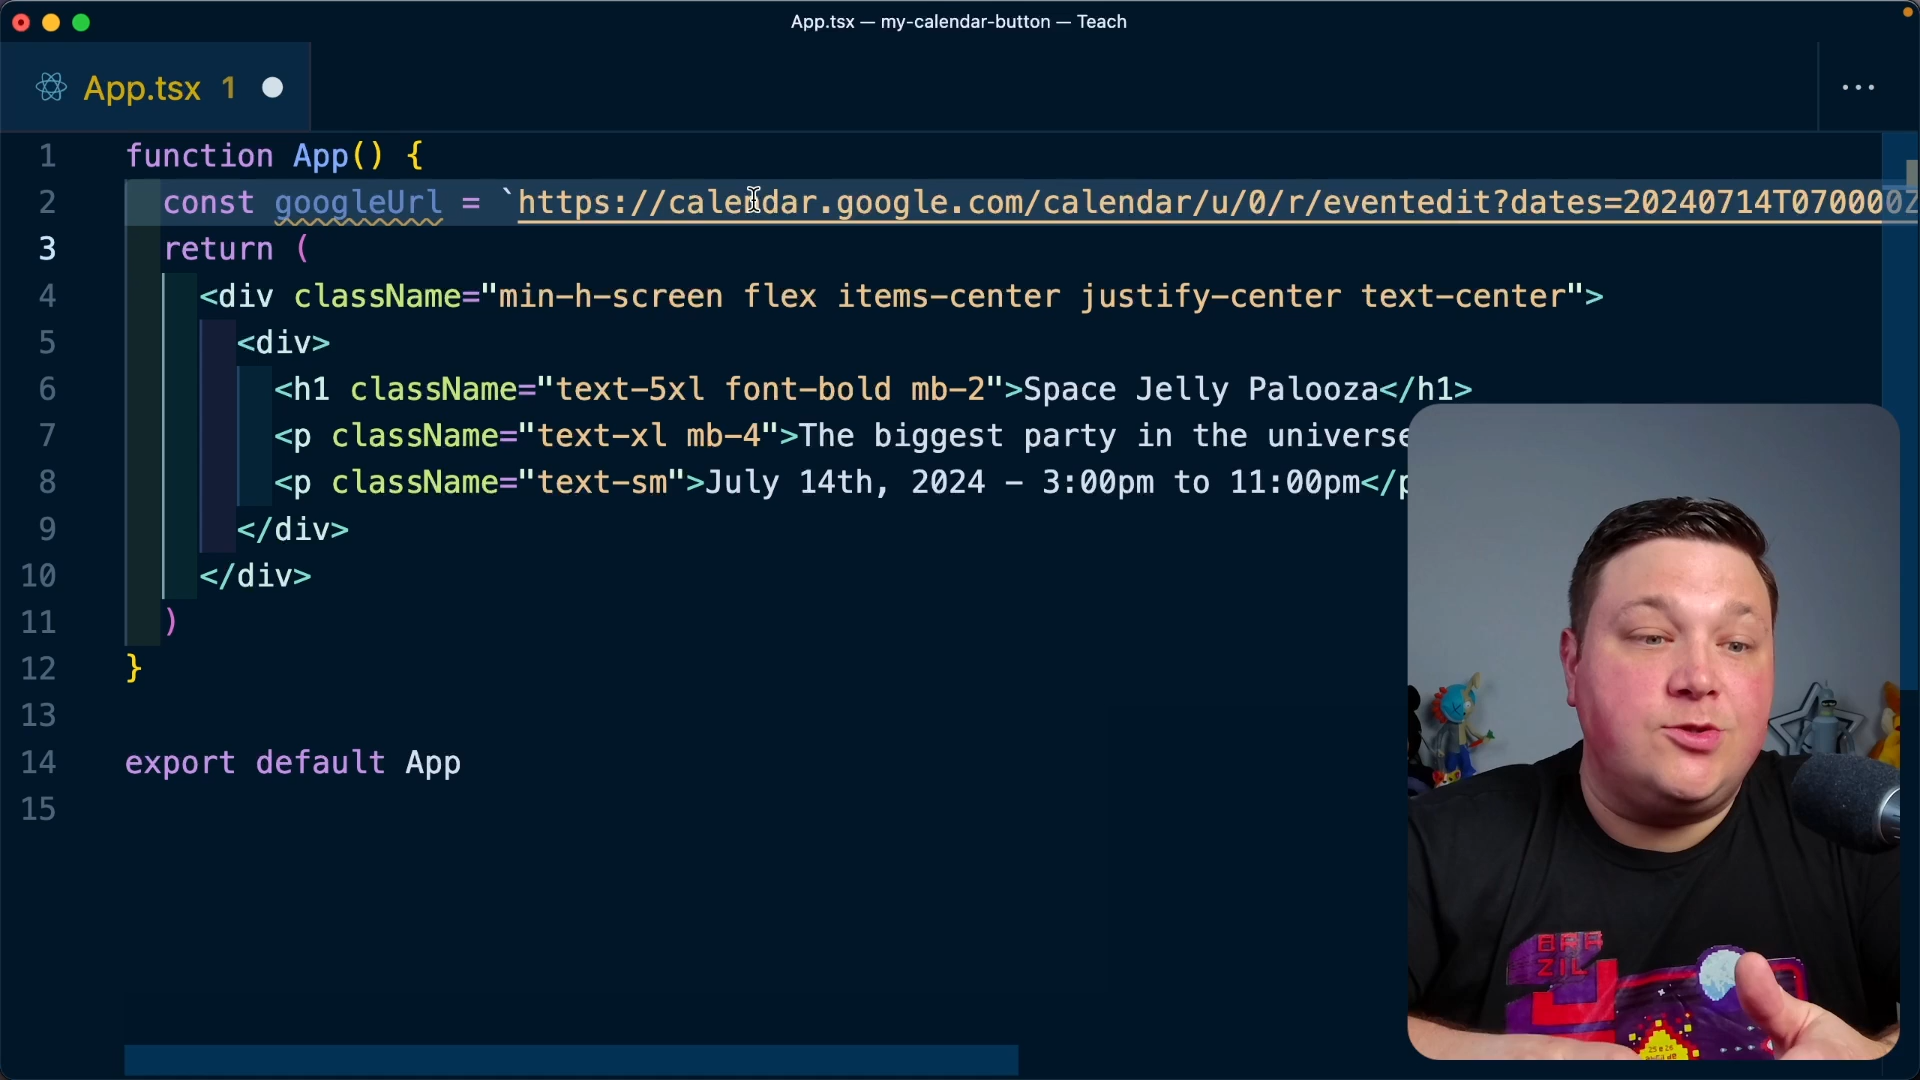 App.tsx — my-calendar-button — Teach
App.tsx 1
1 function App() {
2 const googleUrl = `https://calendar.google.com/calendar/u/0/r/eventedit?dates=20240714T070000Z
3 return (
4 <div className="min-h-screen flex items-center justify-center text-center">
5 <div>
6 <h1 className="text-5xl font-bold mb-2">Space Jelly Palooza</h1>
7 <p className="text-xl mb-4">The biggest party in the universe
8 <p className="text-sm">July 14th, 2024 – 3:00pm to 11:00pm</p
9 </div>
10 </div>
11 )
12 }
13
14 export default App
15
BRA
ZIL